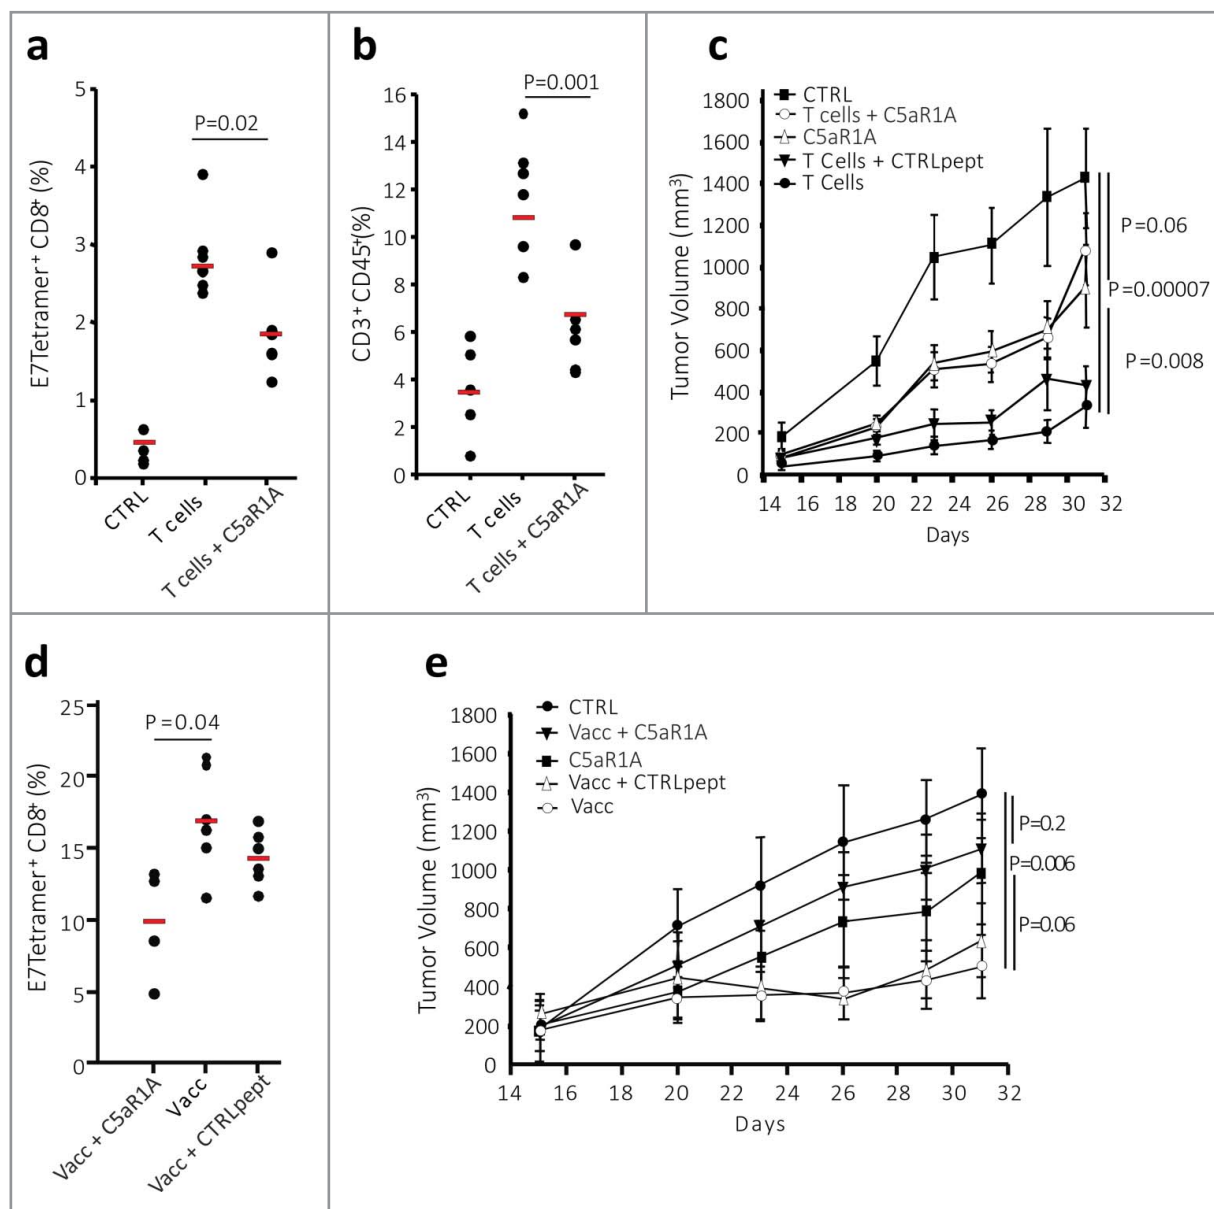 a
P=0.02
E7Tetramer⁺ CD8⁺ (%)
5
4
3
2
1
0
CTRL
T cells
T cells + C5aR1A
b
P=0.001
CD3⁺ CD45⁺(%)
16
14
12
10
8
6
4
2
0
CTRL
T cells
T cells + C5aR1A
c
CTRL
T cells + C5aR1A
C5aR1A
T Cells + CTRLpept
T Cells
Tumor Volume (mm³)
1800
1600
1400
1200
1000
800
600
400
200
0
P=0.06
P=0.00007
P=0.008
14 16 18 20 22 24 26 28 30 32
Days
d
P=0.04
E7Tetramer⁺ CD8⁺ (%)
25
20
15
10
5
0
Vacc + C5aR1A
Vacc
Vacc + CTRLpept
e
CTRL
Vacc + C5aR1A
C5aR1A
Vacc + CTRLpept
Vacc
Tumor Volume (mm³)
1800
1600
1400
1200
1000
800
600
400
200
0
P=0.2
P=0.006
P=0.06
14 16 18 20 22 24 26 28 30 32
Days